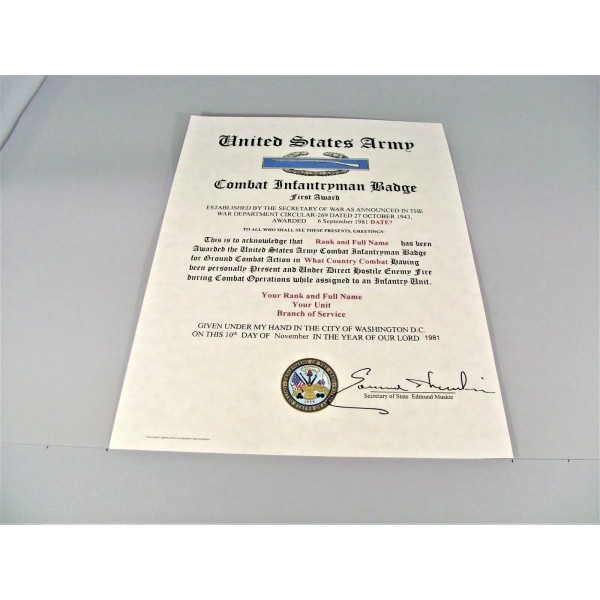 United States Army
Combat Infantryman Badge
First Award
ESTABLISHED BY THE SECRETARY OF WAR AS ANNOUNCED IN THE
WAR DEPARTMENT CIRCULAR-269 DATED 27 OCTOBER 1943,
AWARDED 6 September 1981 DATE?
TO ALL WHO SHALL SEE THESE PRESENTS, GREETINGS:
This is to acknowledge that Rank and Full Name has been
Awarded the United States Army Combat Infantryman Badge
for Ground Combat Action in What Country Combat Having
been personally Present and Under Direct Hostile Enemy Fire
during Combat Operations while assigned to an Infantry Unit.
Your Rank and Full Name
Your Unit
Branch of Service
GIVEN UNDER MY HAND IN THE CITY OF WASHINGTON D.C.
ON THIS 10th DAY OF November IN THE YEAR OF OUR LORD 1981
Secretary of State Edmund Muskie